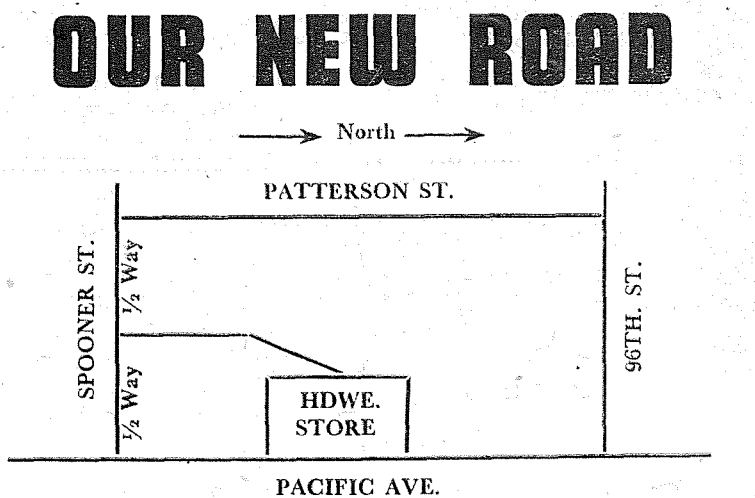 OUR NEW ROAD
North
PATTERSON ST.
SPOONER ST.
1/2 Way
1/2 Way
96TH. ST.
HDWE.
STORE
PACIFIC AVE.